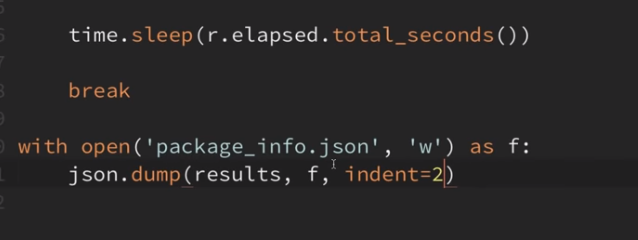 time.sleep(r.elapsed.total_seconds())
break
with open('package_info.json', 'w') as f:
json.dump(results, f, indent=2)